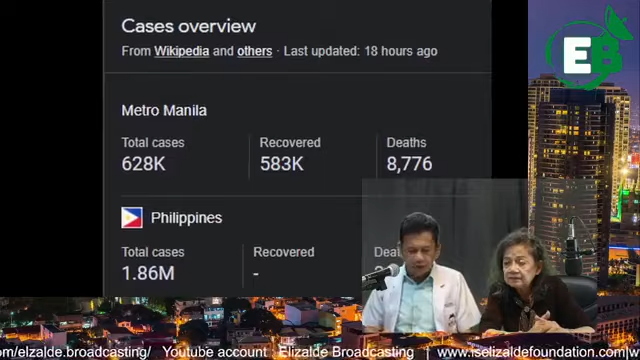 Cases overview
From Wikipedia and others · Last updated: 18 hours ago
EB
Metro Manila
Total cases
Recovered
Deaths
628K
583K
8,776
Philippines
Total cases
Recovered
1.86M
-
om/elzalde.broadcasting/ Youtube account Elizalde Broadcasting www.iselizaldefoundation.com/